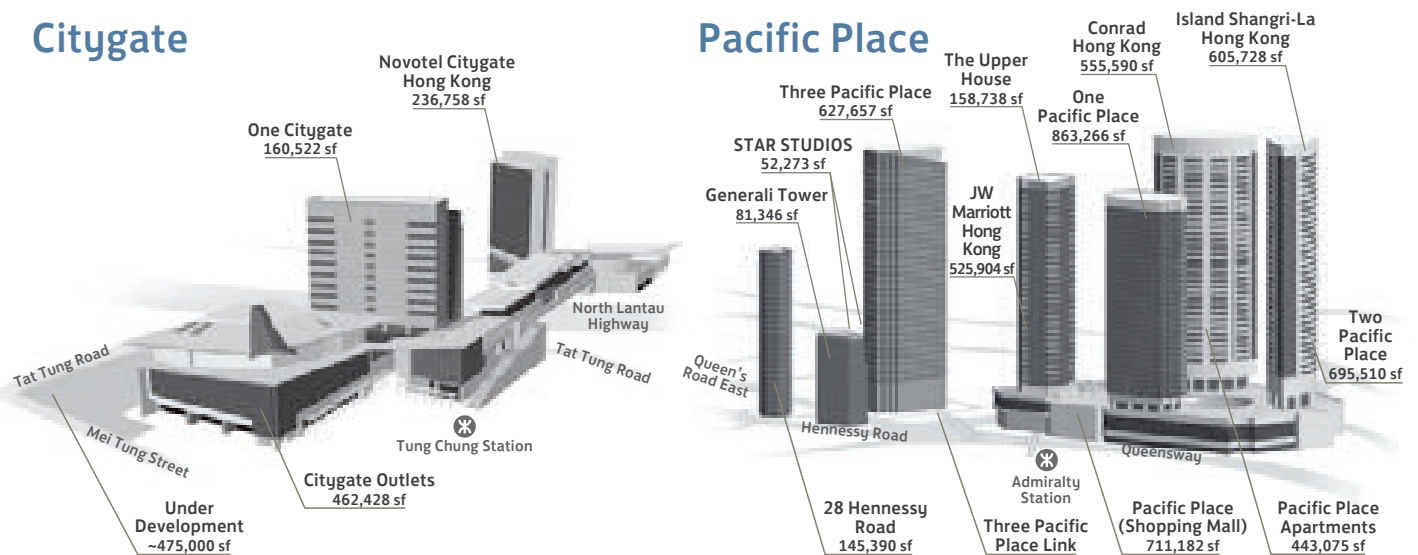 Citygate
Novotel Citygate
Hong Kong
236,758 sf
One Citygate
160,522 sf
North Lantau
Highway
Tat Tung Road
Tat Tung Road
Mei Tung Street
Tung Chung Station
Citygate Outlets
462,428 sf
Under
Development
~475,000 sf
Pacific Place
Island Shangri-La
Hong Kong
605,728 sf
Conrad
Hong Kong
555,590 sf
The Upper
House
158,738 sf
One
Pacific Place
863,266 sf
Three Pacific Place
627,657 sf
STAR STUDIOS
52,273 sf
Generali Tower
81,346 sf
JW
Marriott
Hong
Kong
525,904 sf
Two
Pacific
Place
695,510 sf
Queen's
Road East
Hennessy Road
Queensway
Admiralty
Station
28 Hennessy
Road
145,390 sf
Three Pacific
Place Link
Pacific Place
(Shopping Mall)
711,182 sf
Pacific Place
Apartments
443,075 sf